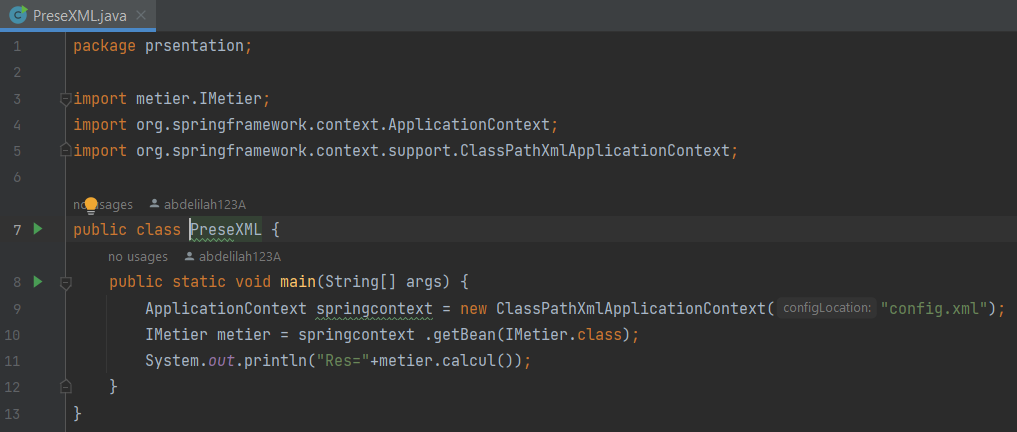 PreseXML.java
1 package prsentation;
2
3 import metier.IMetier;
4 import org.springframework.context.ApplicationContext;
5 import org.springframework.context.support.ClassPathXmlApplicationContext;
6
no usages abdelilah123A
7 public class PreseXML {
no usages abdelilah123A
8 public static void main(String[] args) {
9 ApplicationContext springcontext = new ClassPathXmlApplicationContext( configLocation: "config.xml");
10 IMetier metier = springcontext .getBean(IMetier.class);
11 System.out.println("Res="+metier.calcul());
12 }
13 }